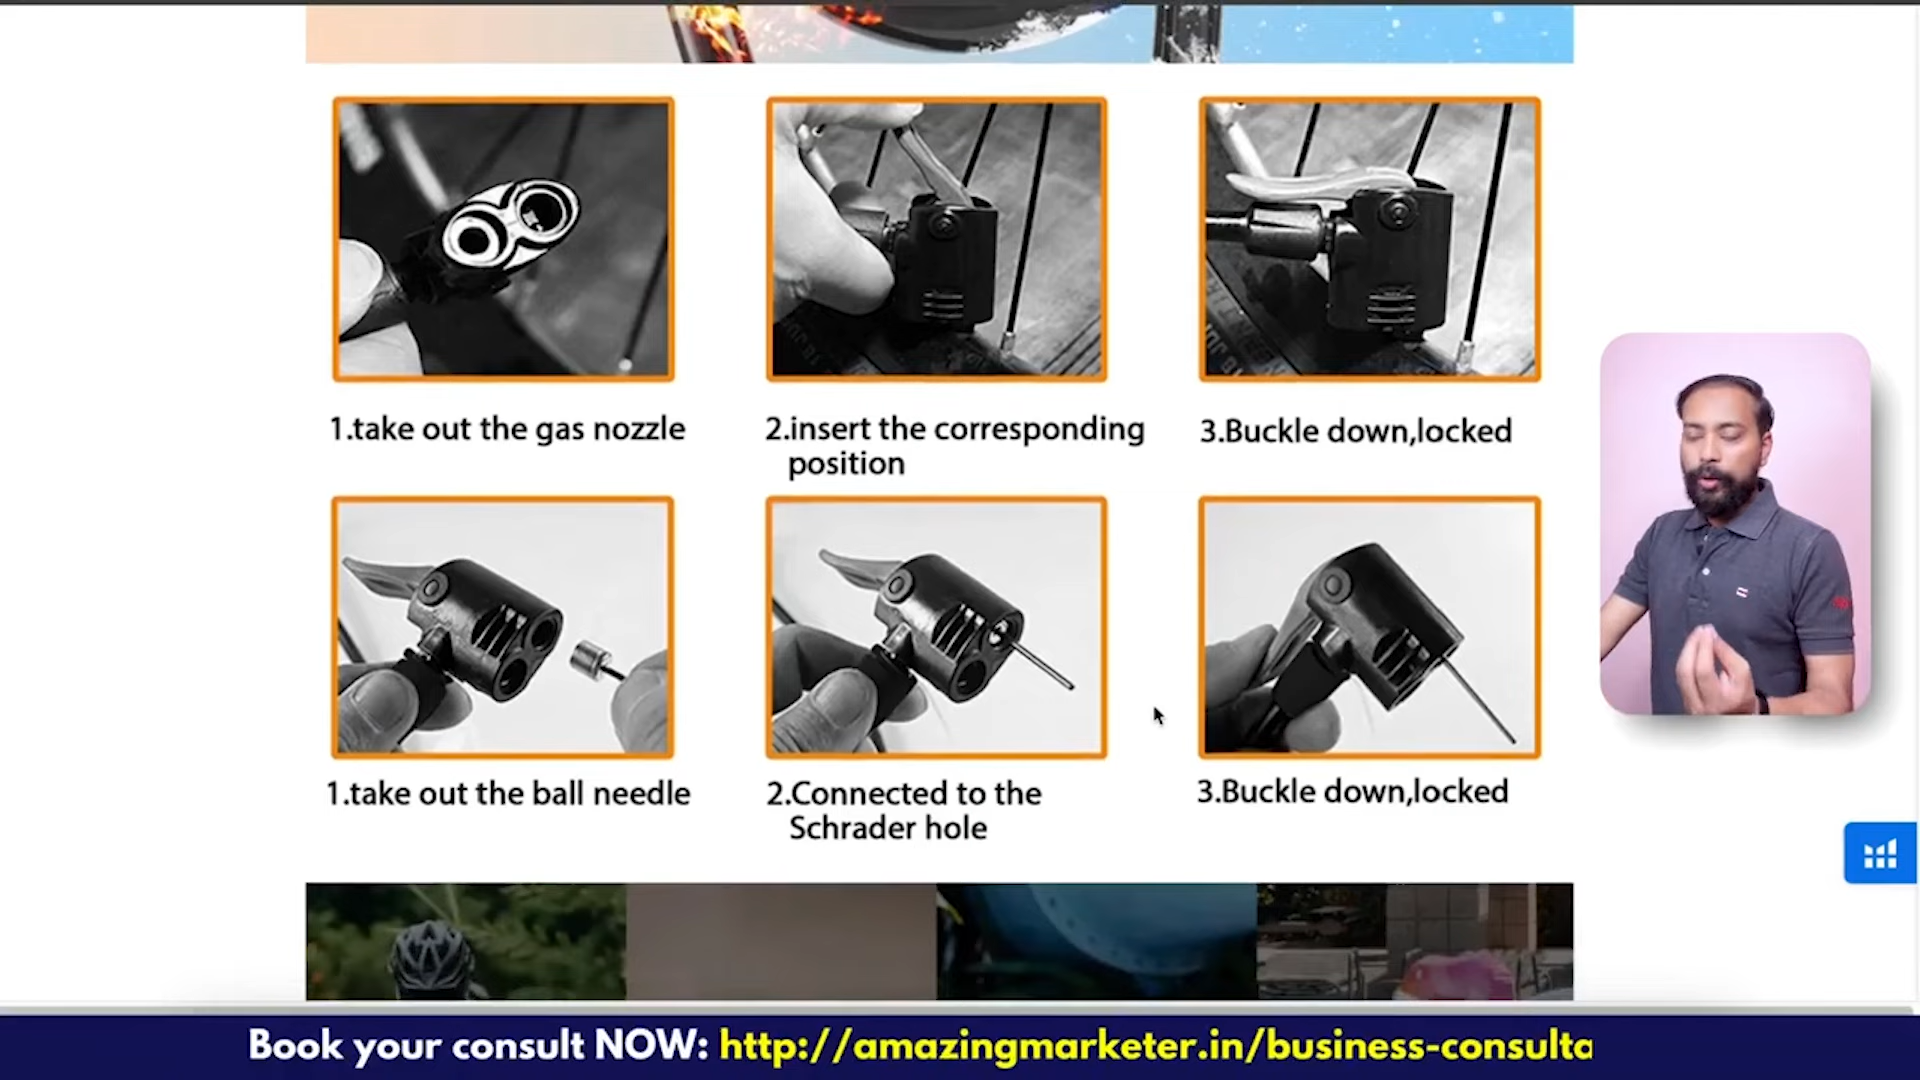 1.take out the gas nozzle
2.insert the corresponding
position
3.Buckle down,locked
1.take out the ball needle
2.Connected to the
Schrader hole
3.Buckle down,locked
Book your consult NOW: http://amazingmarketer.in/business-consulta